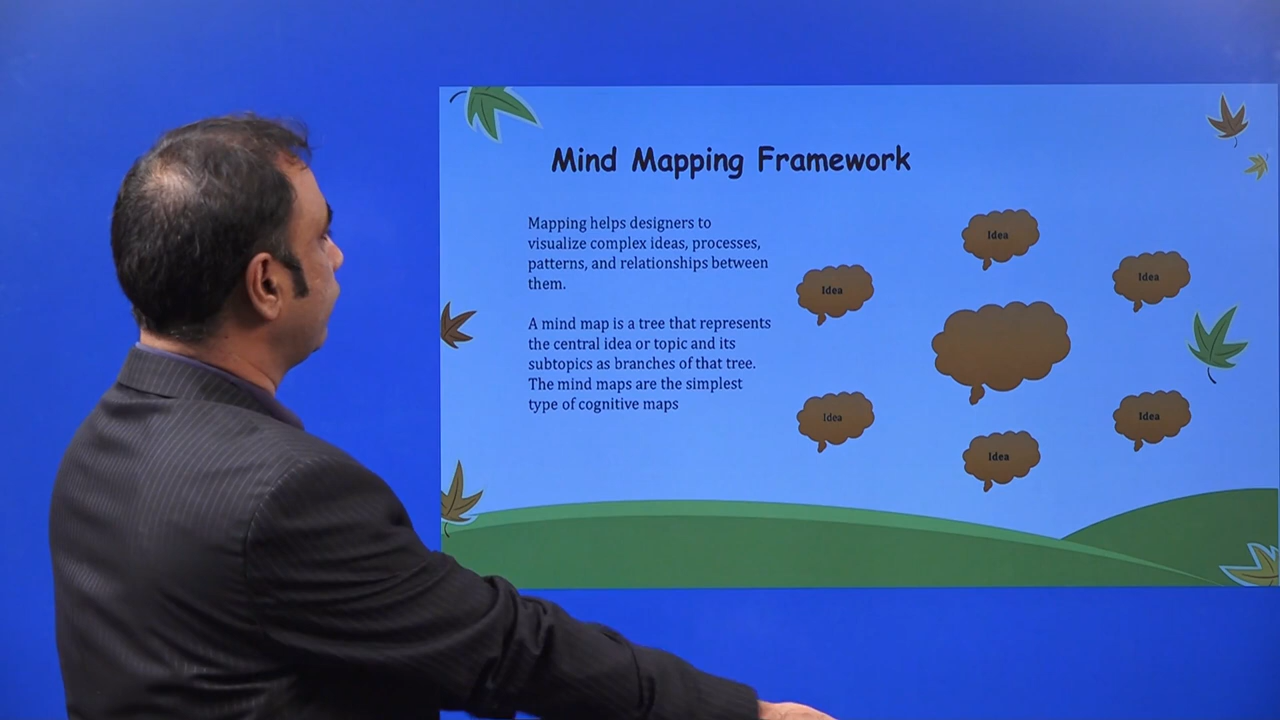 Mind Mapping Framework
Mapping helps designers to
visualize complex ideas, processes,
patterns, and relationships between
them.
A mind map is a tree that represents
the central idea or topic and its
subtopics as branches of that tree.
The mind maps are the simplest
type of cognitive maps
Idea
Idea
Idea
Idea
Idea
Idea